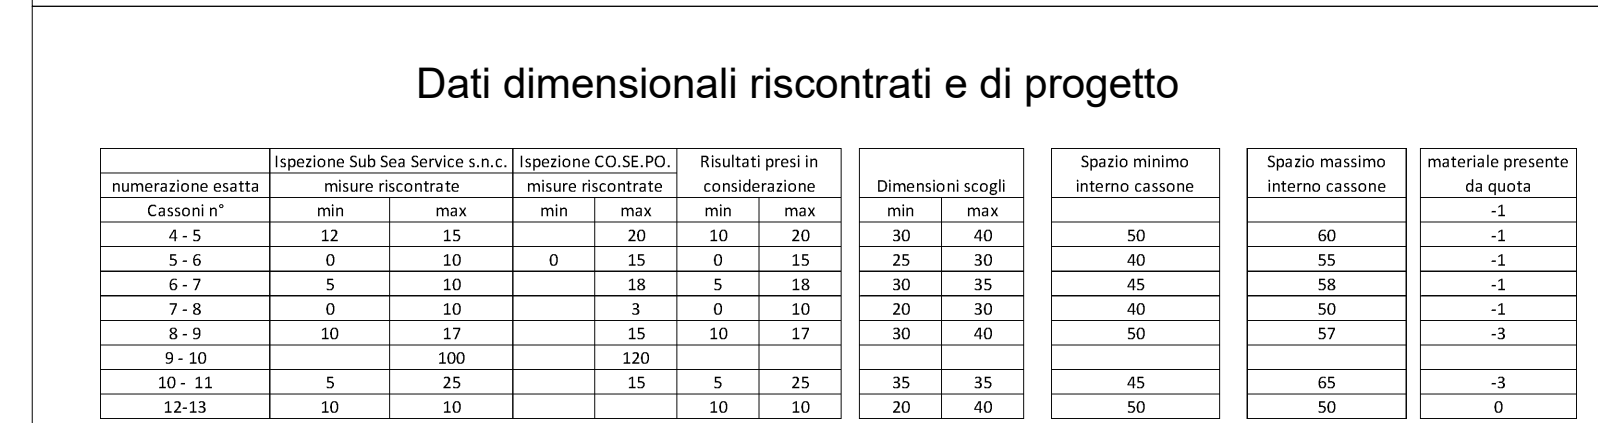 Dati dimensionali riscontrati e di progetto
Ispezione Sub Sea Service s.n.c. Ispezione CO.SE.PO. Risultati presi in Spazio minimo Spazio massimo materiale presente
numerazione esatta misure riscontrate misure riscontrate considerazione Dimensioni scogli interno cassone interno cassone da quota
Cassoni n° min max min max min max min max -1
4 - 5 12 15 20 10 20 30 40 50 60 -1
5 - 6 0 10 0 15 0 15 25 30 40 55 -1
6 - 7 5 10 18 5 18 30 35 45 58 -1
7 - 8 0 10 3 0 10 20 30 40 50 -1
8 - 9 10 17 15 10 17 30 40 50 57 -3
9 - 10 100 120
10 - 11 5 25 15 5 25 35 35 45 65 -3
12-13 10 10 10 10 20 40 50 50 0